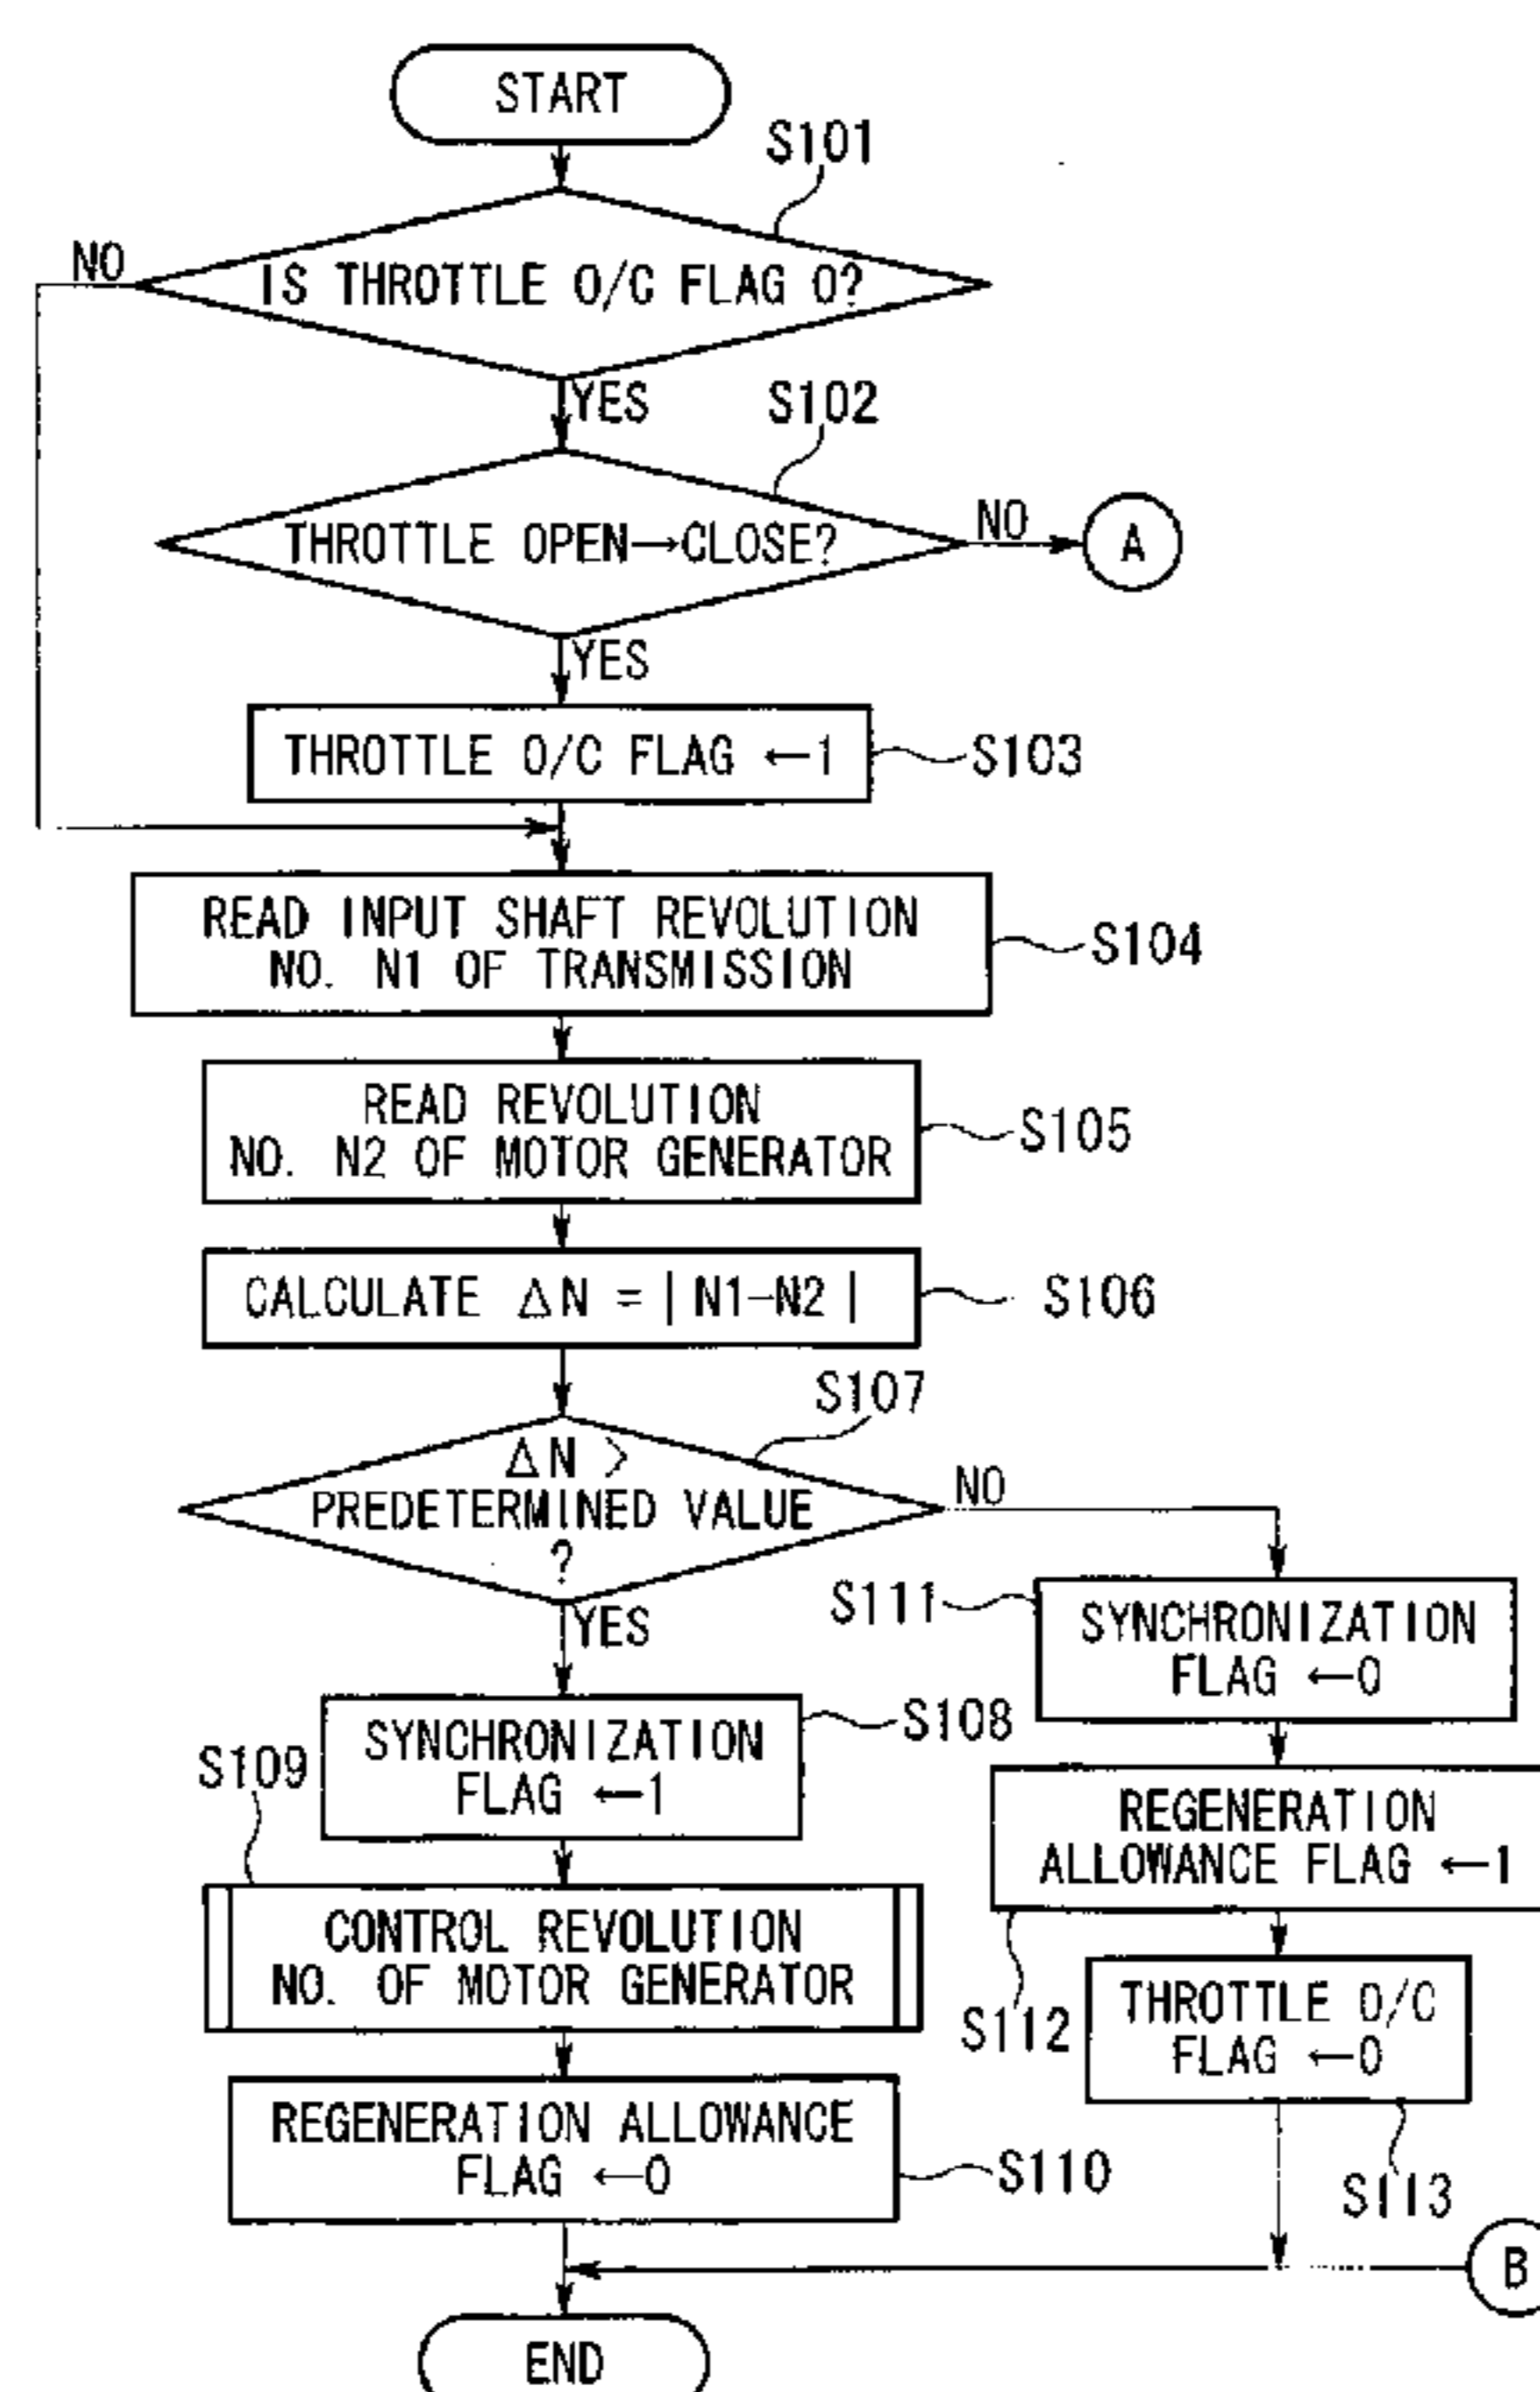 START
S101
NO
IS THROTTLE O/C FLAG 0?
YES
S102
THROTTLE OPEN→CLOSE?
NO
A
YES
THROTTLE O/C FLAG ←1
S103
READ INPUT SHAFT REVOLUTION
NO. N1 OF TRANSMISSION
S104
READ REVOLUTION
NO. N2 OF MOTOR GENERATOR
S105
CALCULATE ΔN = | N1-N2 |
S106
S107
ΔN >
PREDETERMINED VALUE
?
NO
YES
S111
SYNCHRONIZATION
FLAG ←0
S108
SYNCHRONIZATION
FLAG ←1
S109
REGENERATION
ALLOWANCE FLAG ←1
S112
CONTROL REVOLUTION
NO. OF MOTOR GENERATOR
THROTTLE O/C
FLAG ←0
S113
REGENERATION ALLOWANCE
FLAG ←0
S110
B
END